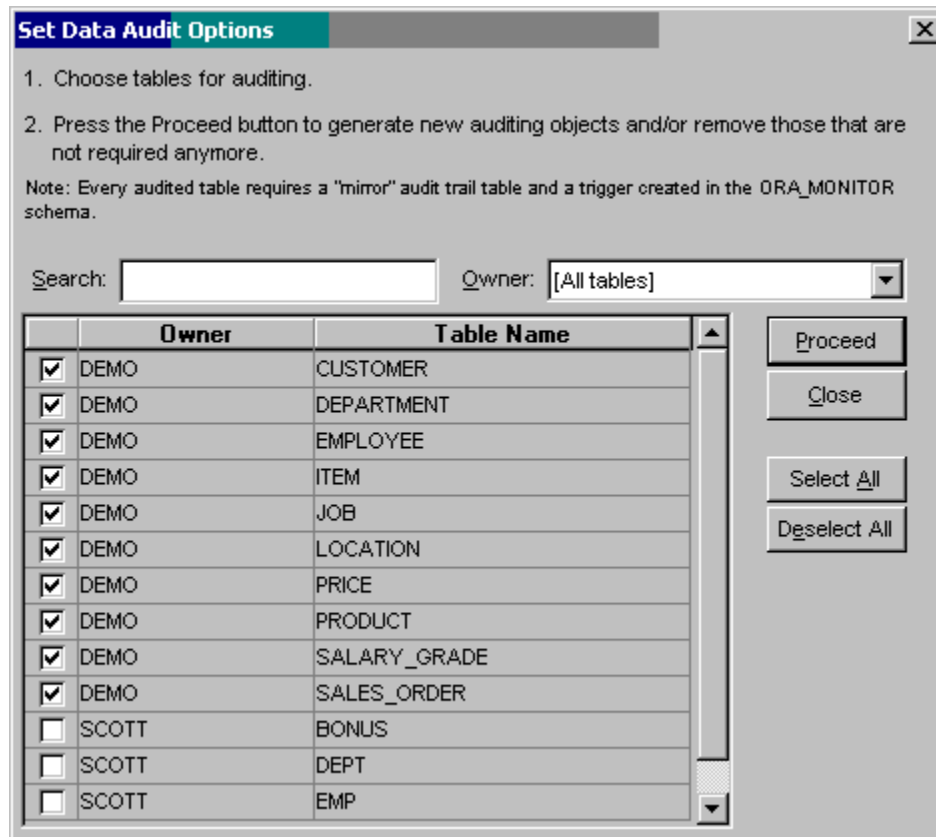 Set Data Audit Options
1. Choose tables for auditing.
2. Press the Proceed button to generate new auditing objects and/or remove those that are
not required anymore.
Note: Every audited table requires a "mirror" audit trail table and a trigger created in the ORA_MONITOR
schema.
Search: Owner: [All tables]
Owner Table Name
Proceed
DEMO CUSTOMER
Close
DEMO DEPARTMENT
DEMO EMPLOYEE
DEMO ITEM
Select All
DEMO JOB
Deselect All
DEMO LOCATION
DEMO PRICE
DEMO PRODUCT
DEMO SALARY_GRADE
DEMO SALES_ORDER
SCOTT BONUS
SCOTT DEPT
SCOTT EMP